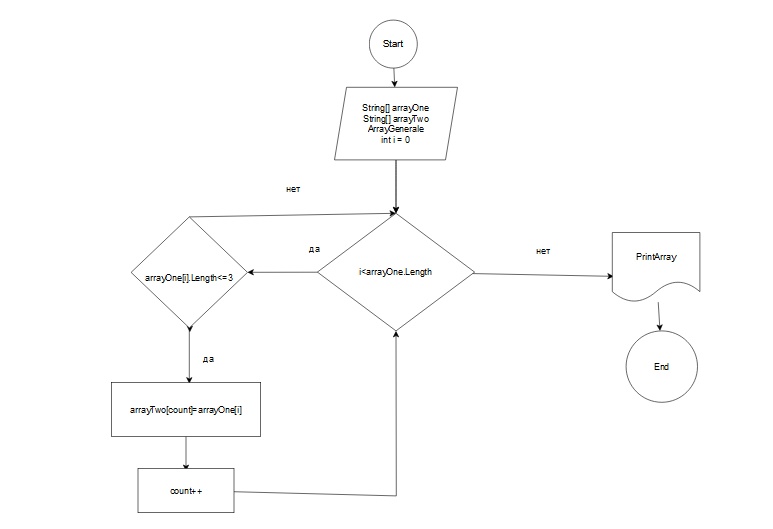 Start
String[] arrayOne
String[] arrayTwo
ArrayGenerale
int i = 0
нет
да
нет
arrayOne[i].Length<=3
i<arrayOne.Length
PrintArray
да
End
arrayTwo[count]=arrayOne[i]
count++